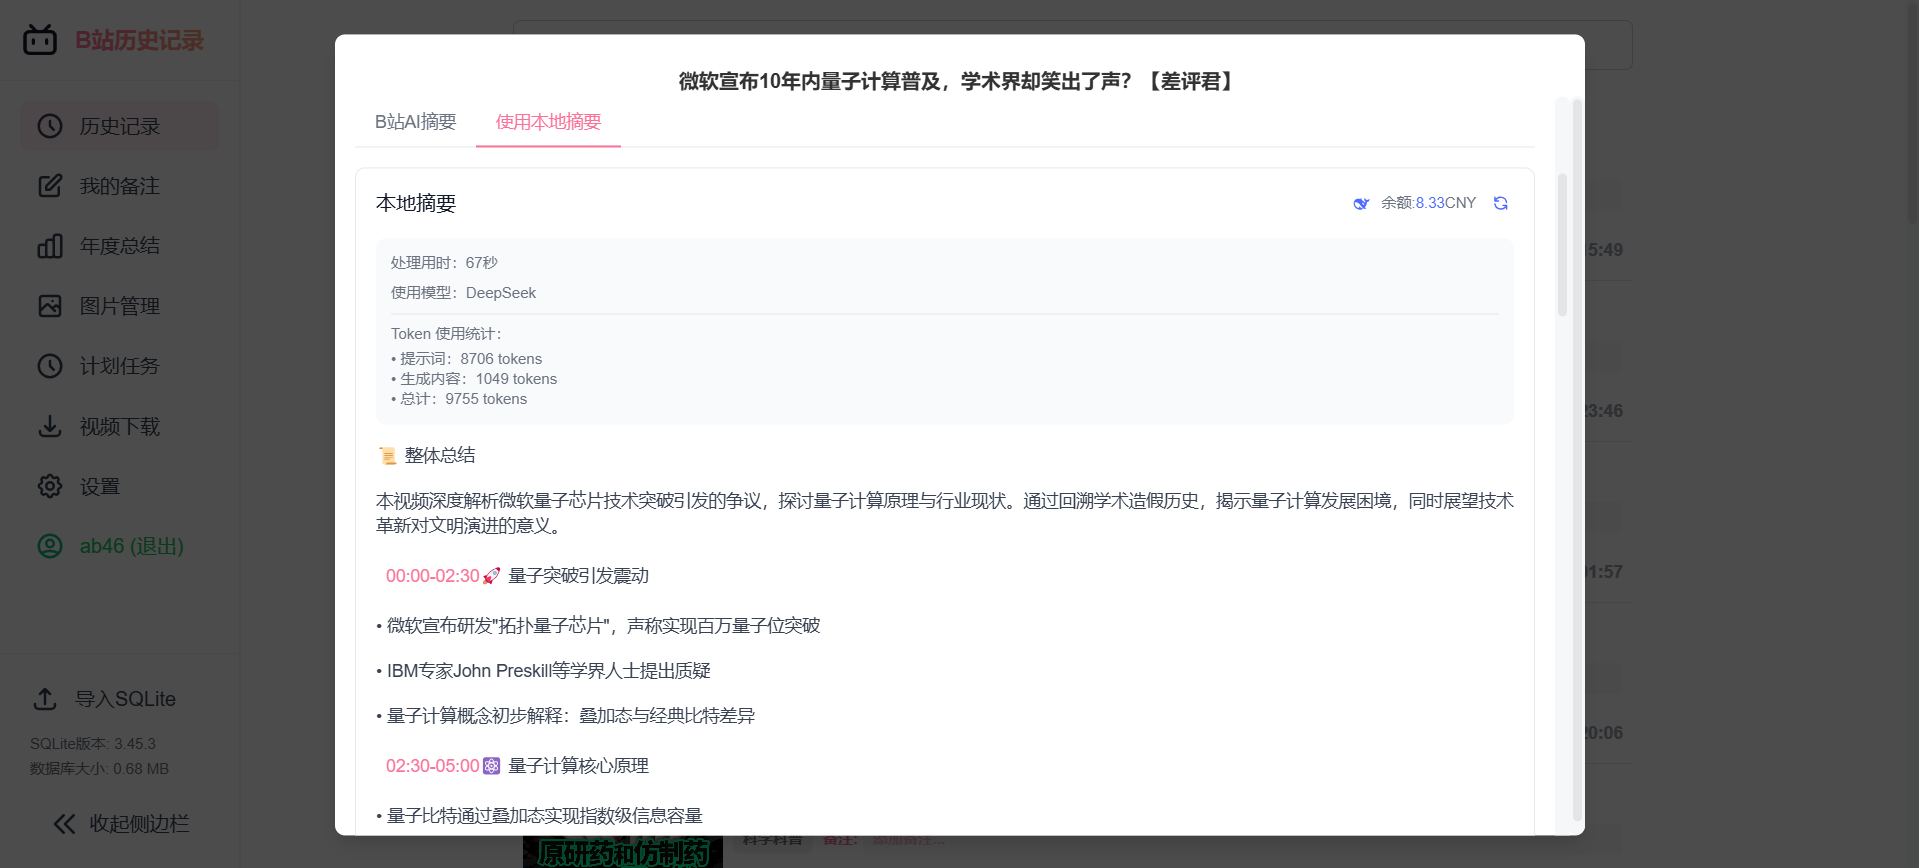 B站历史记录
历史记录
我的备注
年度总结
图片管理
计划任务
视频下载
设置
ab46 (退出)
导入SQLite
SQLite版本: 3.45.3
数据库大小: 0.68 MB
收起侧边栏
微软宣布10年内量子计算普及，学术界却笑出了声？【差评君】
B站AI摘要
使用本地摘要
本地摘要
余额:8.33CNY
处理用时：67秒
使用模型：DeepSeek
Token 使用统计：
• 提示词：8706 tokens
• 生成内容：1049 tokens
• 总计：9755 tokens
📜 整体总结
本视频深度解析微软量子芯片技术突破引发的争议，探讨量子计算原理与行业现状。通过回溯学术造假历史，揭示量子计算发展困境，同时展望技术
革新对文明演进的意义。
00:00-02:30🚀 量子突破引发震动
• 微软宣布研发"拓扑量子芯片"，声称实现百万量子位突破
• IBM专家John Preskill等学界人士提出质疑
• 量子计算概念初步解释：叠加态与经典比特差异
02:30-05:00⚛️ 量子计算核心原理
• 量子比特通过叠加态实现指数级信息容量
5:49
23:46
01:57
20:06
原研药和仿制药
科学科普
备注：
添加备注...